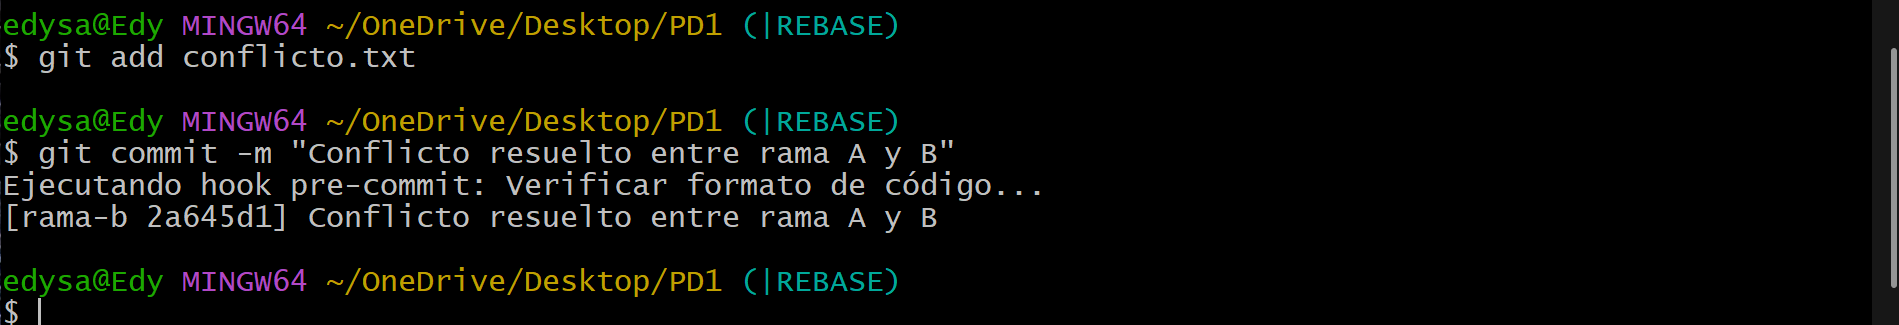 edysa@Edy MINGW64 ~/OneDrive/Desktop/PD1 (|REBASE)
$ git add conflicto.txt
edysa@Edy MINGW64 ~/OneDrive/Desktop/PD1 (|REBASE)
$ git commit -m "Conflicto resuelto entre rama A y B"
Ejecutando hook pre-commit: Verificar formato de código...
[rama-b 2a645d1] Conflicto resuelto entre rama A y B
edysa@Edy MINGW64 ~/OneDrive/Desktop/PD1 (|REBASE)
$